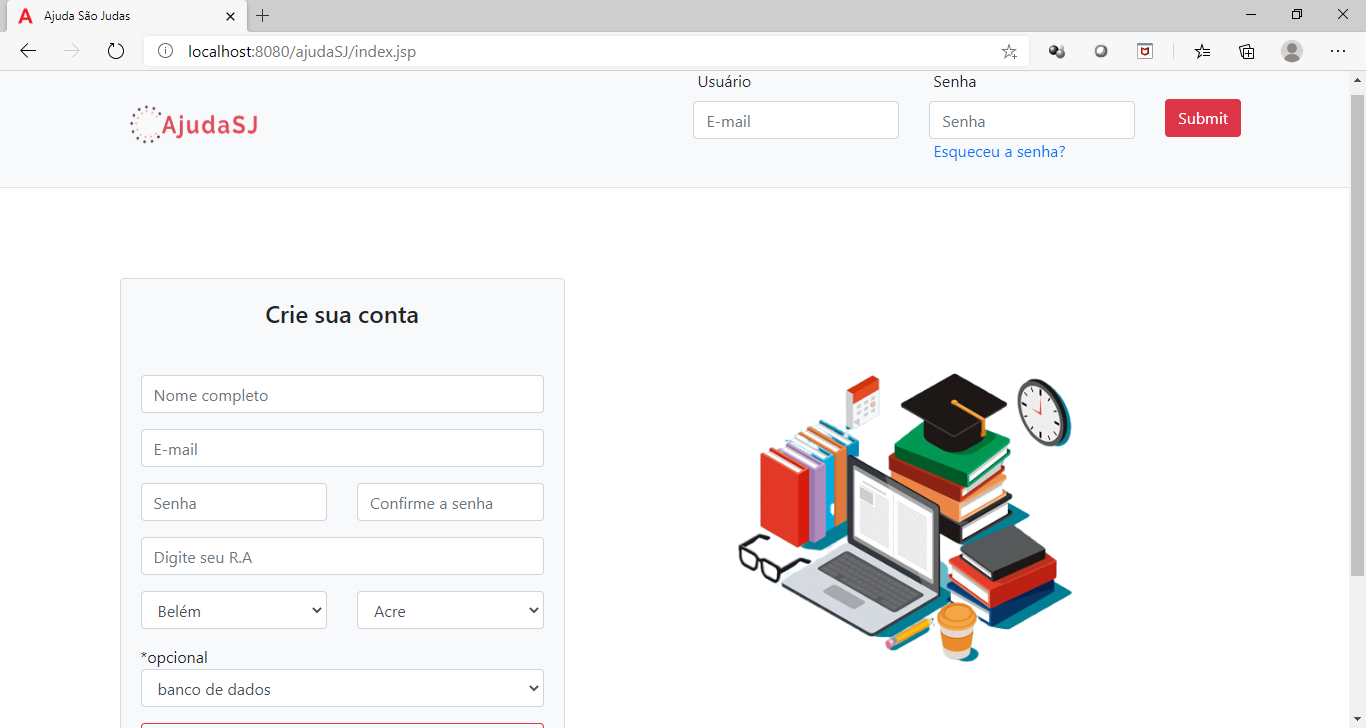 Ajuda São Judas
localhost:8080/ajudaSJ/index.jsp
Usuário
Senha
AjudaSJ
E-mail
Senha
Submit
Esqueceu a senha?
Crie sua conta
Nome completo
E-mail
Senha
Confirme a senha
Digite seu R.A
Belém
Acre
*opcional
banco de dados